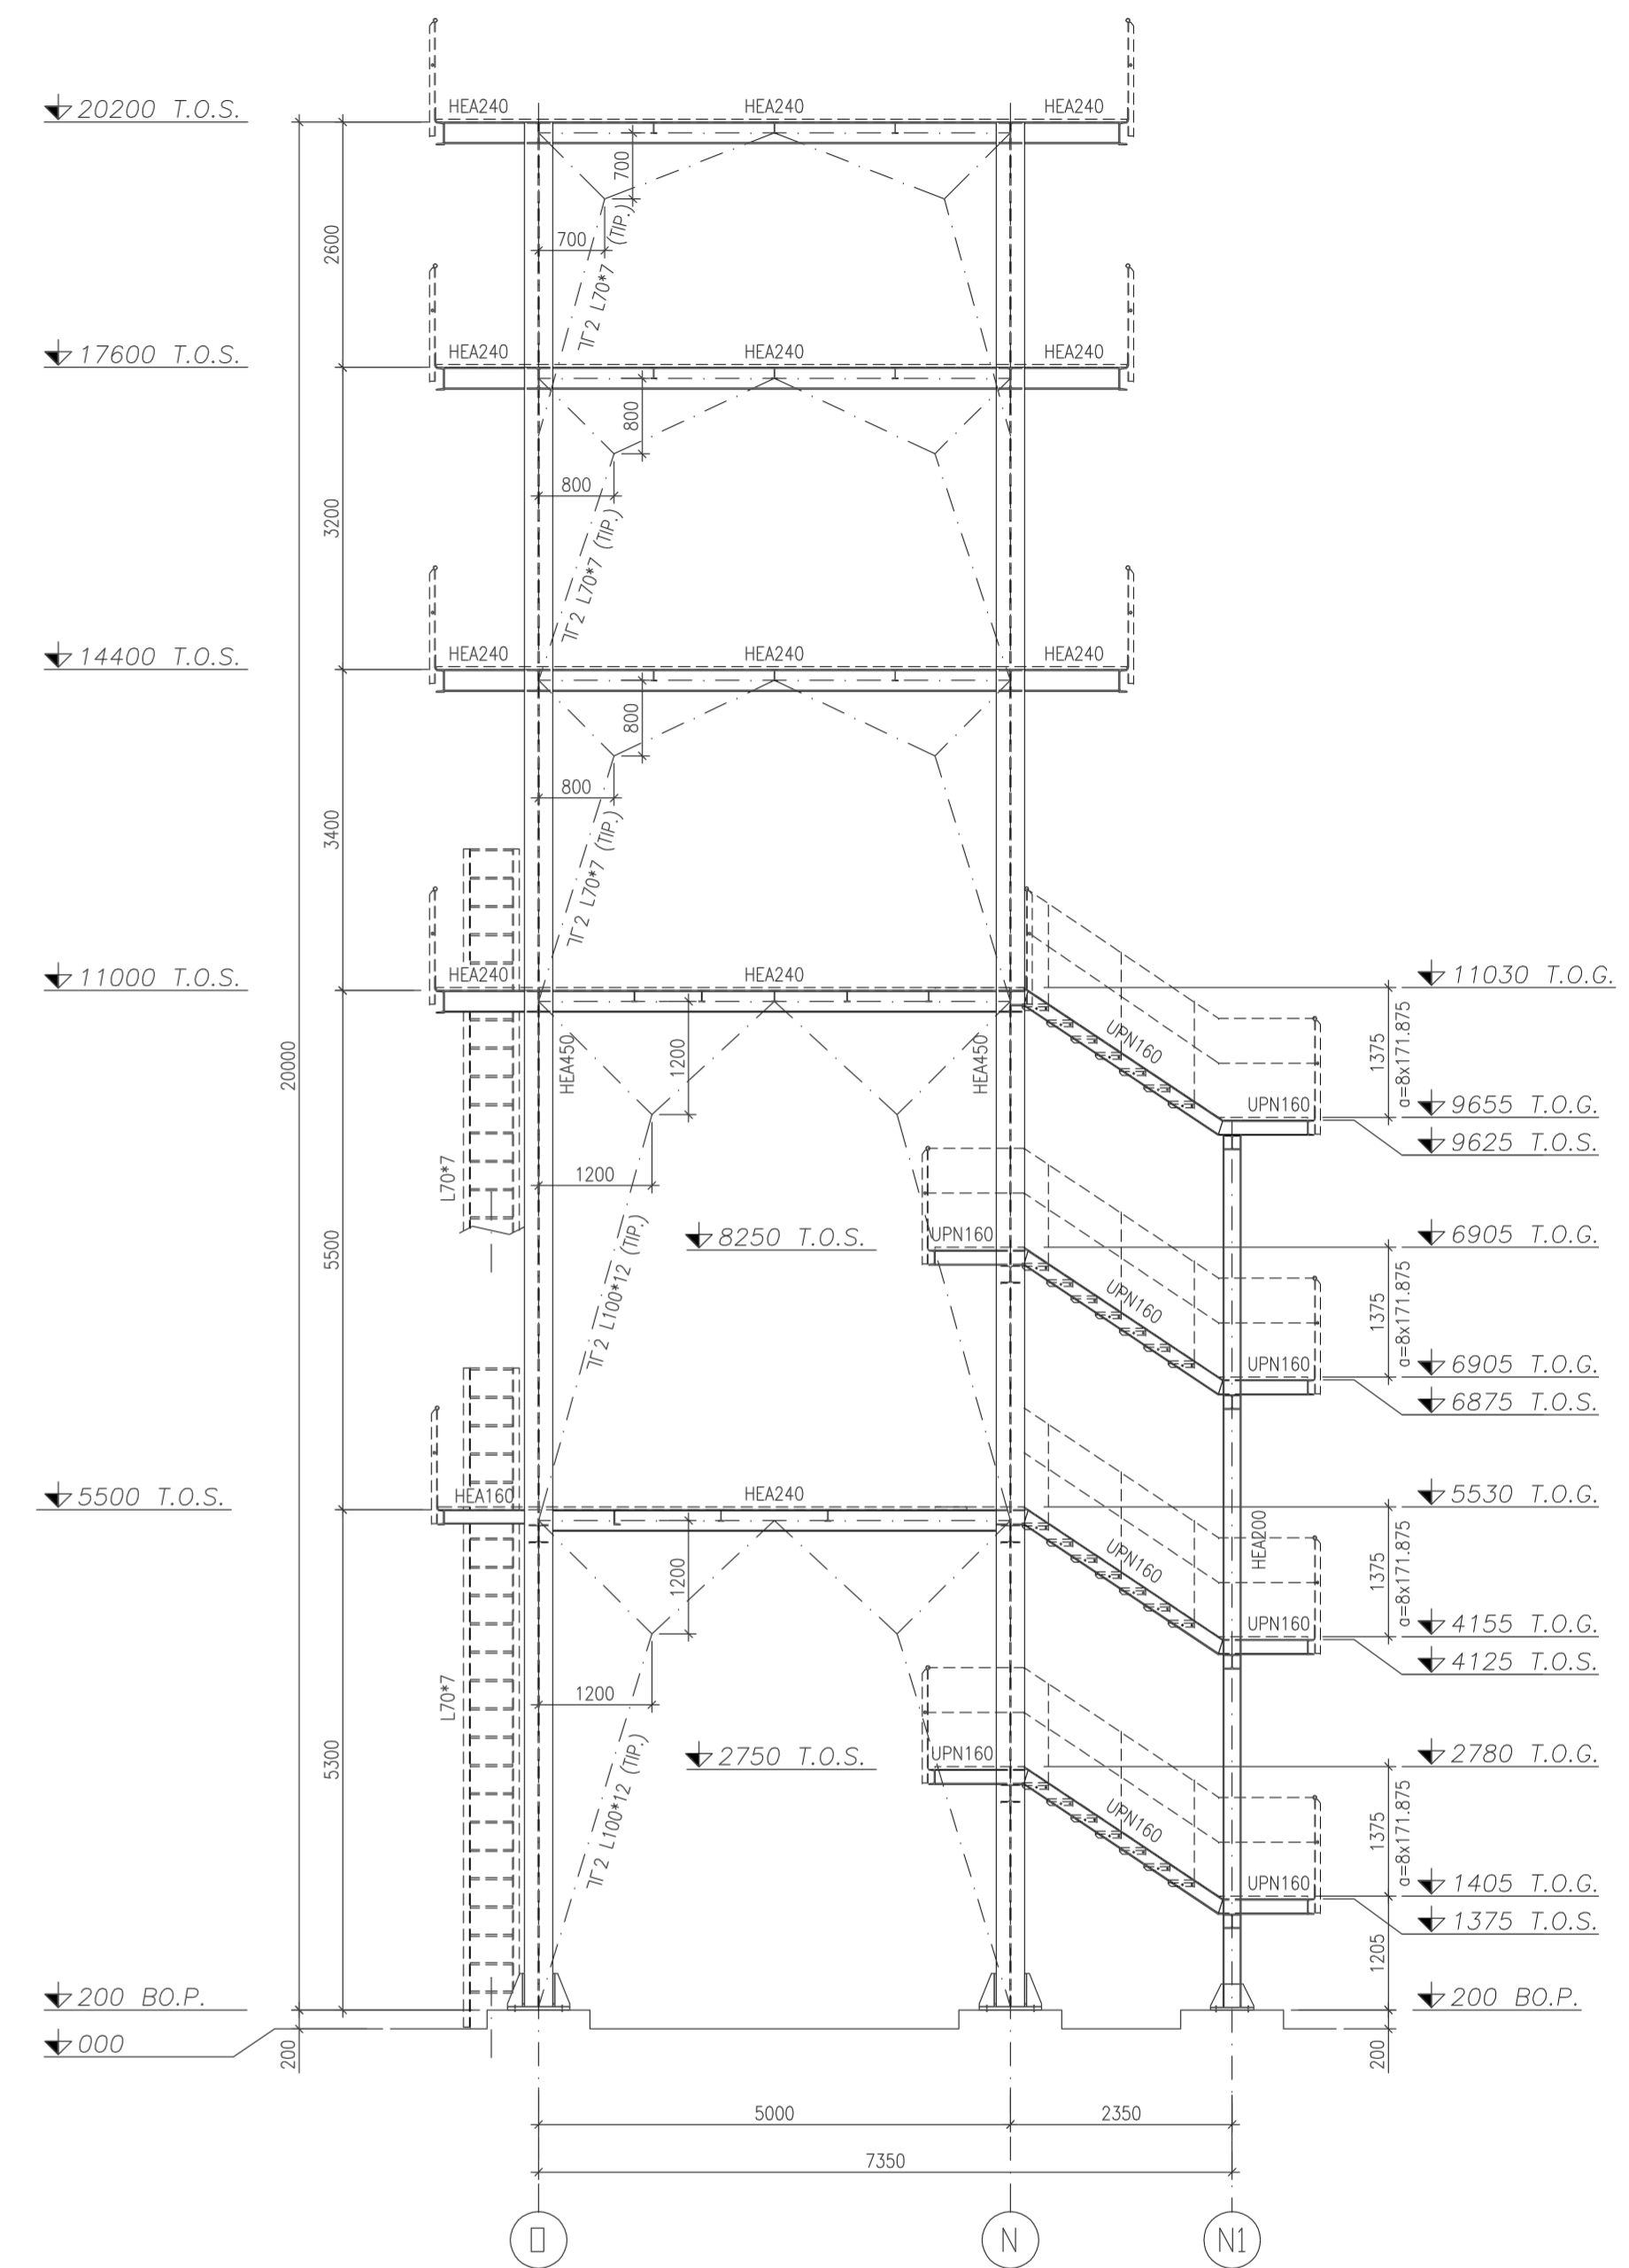 HEA240 HEA240 HEA240
20200 T.O.S.
700
2600
700
2 L70*7 (TIP.)
HEA240 HEA240 HEA240
17600 T.O.S.
800
800
3200
2 L70*7 (TIP.)
HEA240 HEA240 HEA240
14400 T.O.S.
800
800
3400
2 L70*7 (TIP.)
HEA240 HEA240
11000 T.O.S.
11030 T.O.G.
20000
HEA450
HEA450
1200
UPN160
1375
a=8x171.875
UPN160
9655 T.O.G.
9625 T.O.S.
L70*7
1200
5500
8250 T.O.S.
UPN160
6905 T.O.G.
2 L100*12 (TIP.)
UPN160
1375
a=8x171.875
UPN160
6905 T.O.G.
6875 T.O.S.
HEA160 HEA240
5500 T.O.S.
5530 T.O.G.
1200
UPN160
HEA200
1375
a=8x171.875
UPN160
4155 T.O.G.
4125 T.O.S.
L70*7
1200
5300
2750 T.O.S.
UPN160
2780 T.O.G.
2 L100*12 (TIP.)
UPN160
1375
a=8x171.875
UPN160
1405 T.O.G.
1375 T.O.S.
1205
200 BO.P.
200 BO.P.
000
200
200
5000 2350
7350
N N1